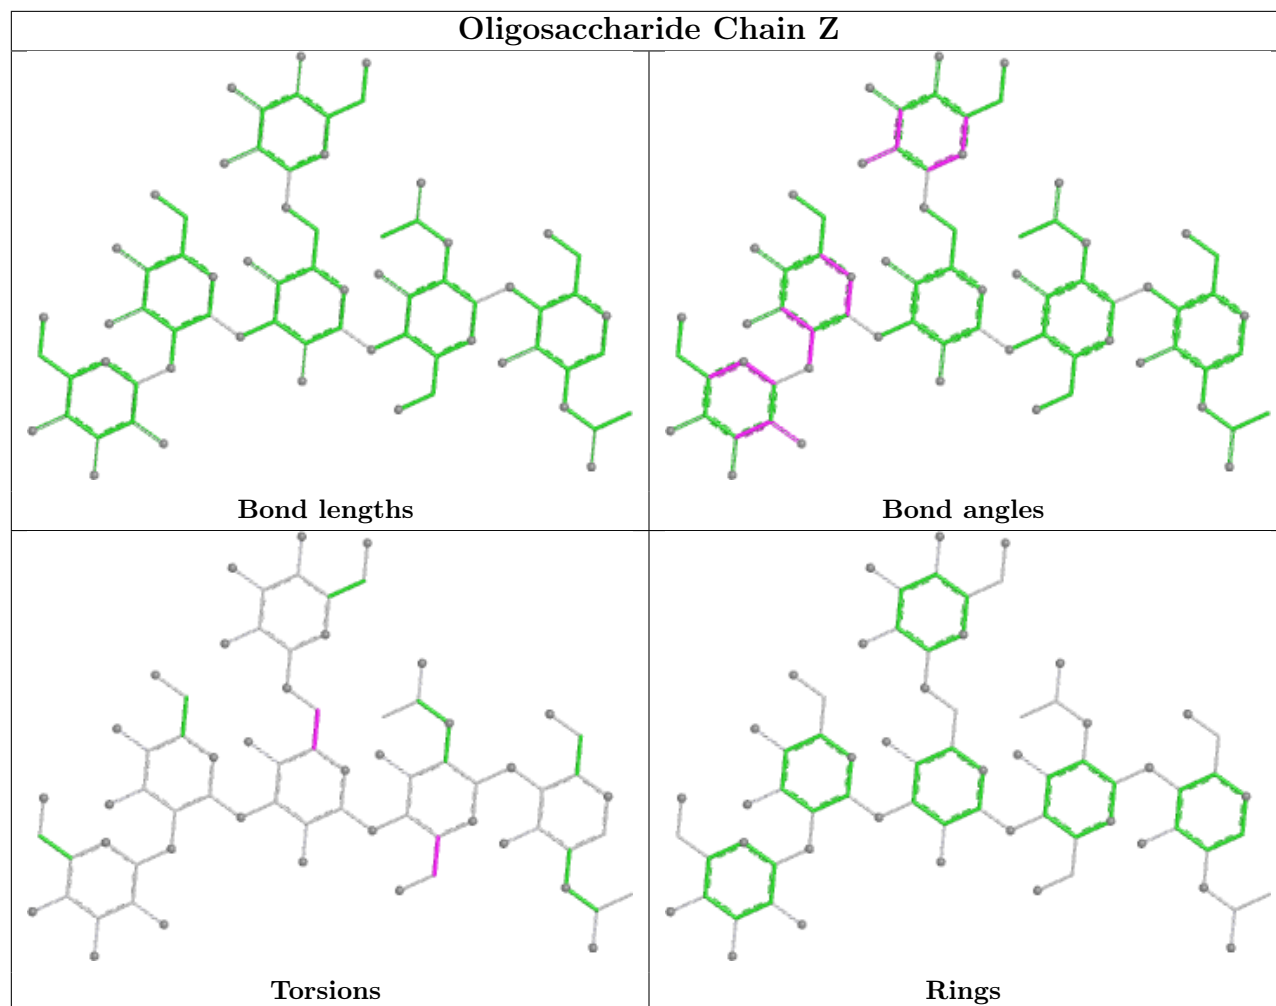 Oligosaccharide Chain Z
Bond lengths
Bond angles
Torsions
Rings